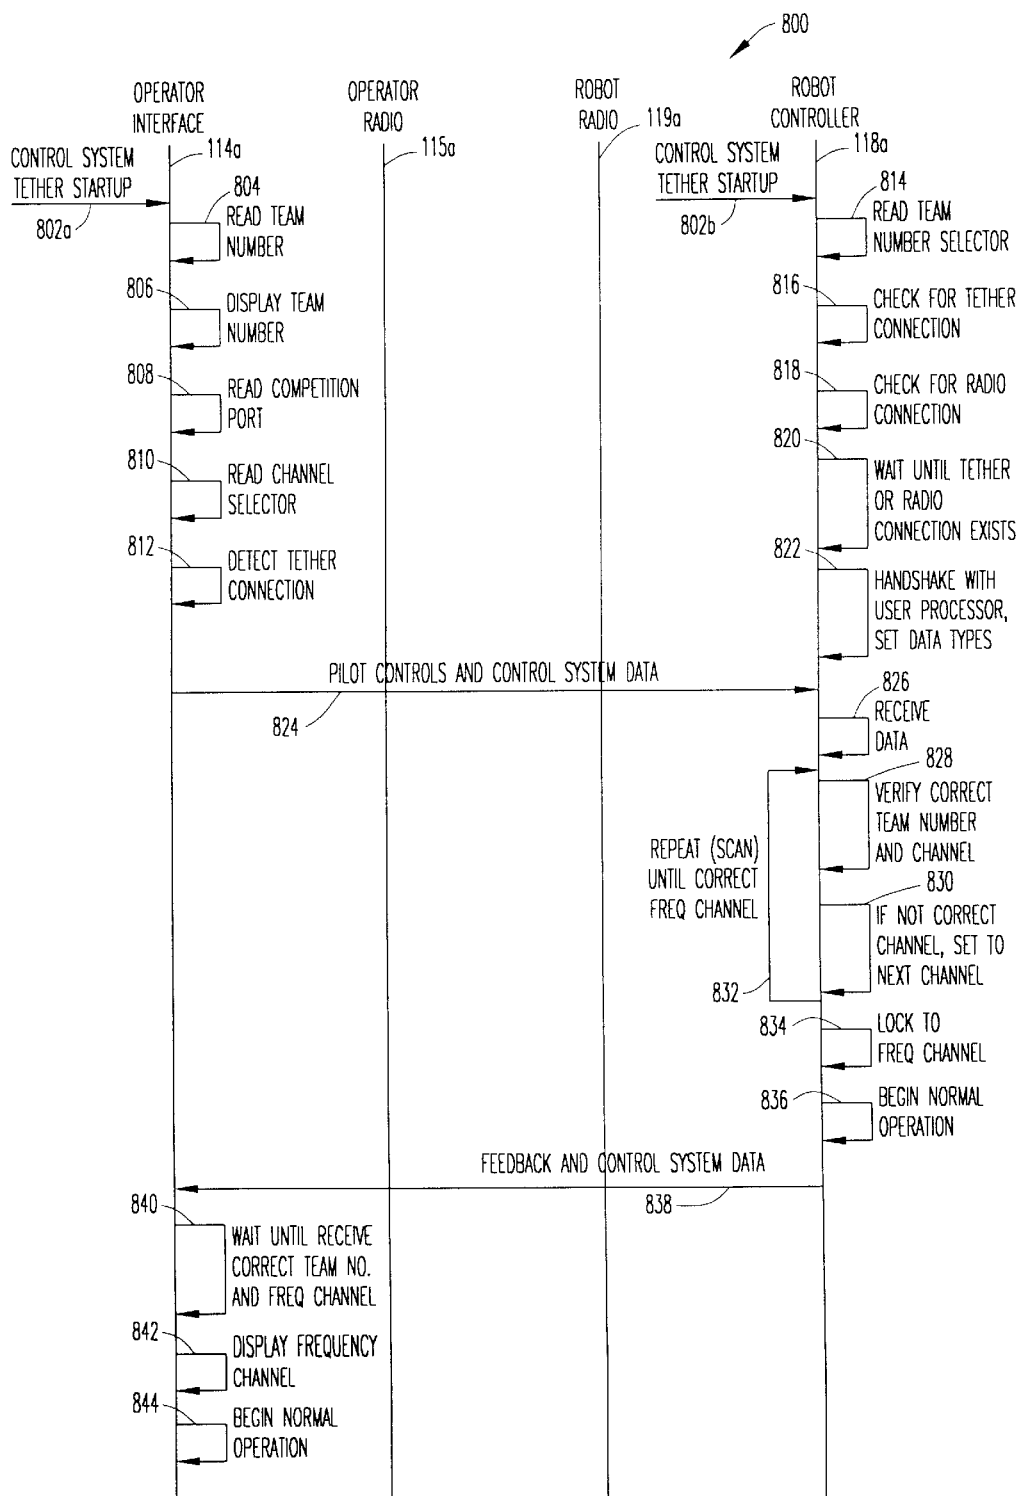 800
OPERATOR
INTERFACE
OPERATOR
RADIO
ROBOT
RADIO
ROBOT
CONTROLLER
114a
115a
119a
118a
CONTROL SYSTEM
TETHER STARTUP
802a
CONTROL SYSTEM
TETHER STARTUP
802b
804
READ TEAM
NUMBER
806
DISPLAY TEAM
NUMBER
808
READ COMPETITION
PORT
810
READ CHANNEL
SELECTOR
812
DETECT TETHER
CONNECTION
814
READ TEAM
NUMBER SELECTOR
816
CHECK FOR TETHER
CONNECTION
818
CHECK FOR RADIO
CONNECTION
820
WAIT UNTIL TETHER
OR RADIO
CONNECTION EXISTS
822
HANDSHAKE WITH
USER PROCESSOR,
SET DATA TYPES
PILOT CONTROLS AND CONTROL SYSTEM DATA
824
826
RECEIVE
DATA
828
VERIFY CORRECT
TEAM NUMBER
AND CHANNEL
REPEAT (SCAN)
UNTIL CORRECT
FREQ CHANNEL
830
IF NOT CORRECT
CHANNEL, SET TO
NEXT CHANNEL
832
834
LOCK TO
FREQ CHANNEL
836
BEGIN NORMAL
OPERATION
FEEDBACK AND CONTROL SYSTEM DATA
838
840
WAIT UNTIL RECEIVE
CORRECT TEAM NO.
AND FREQ CHANNEL
842
DISPLAY FREQUENCY
CHANNEL
844
BEGIN NORMAL
OPERATION